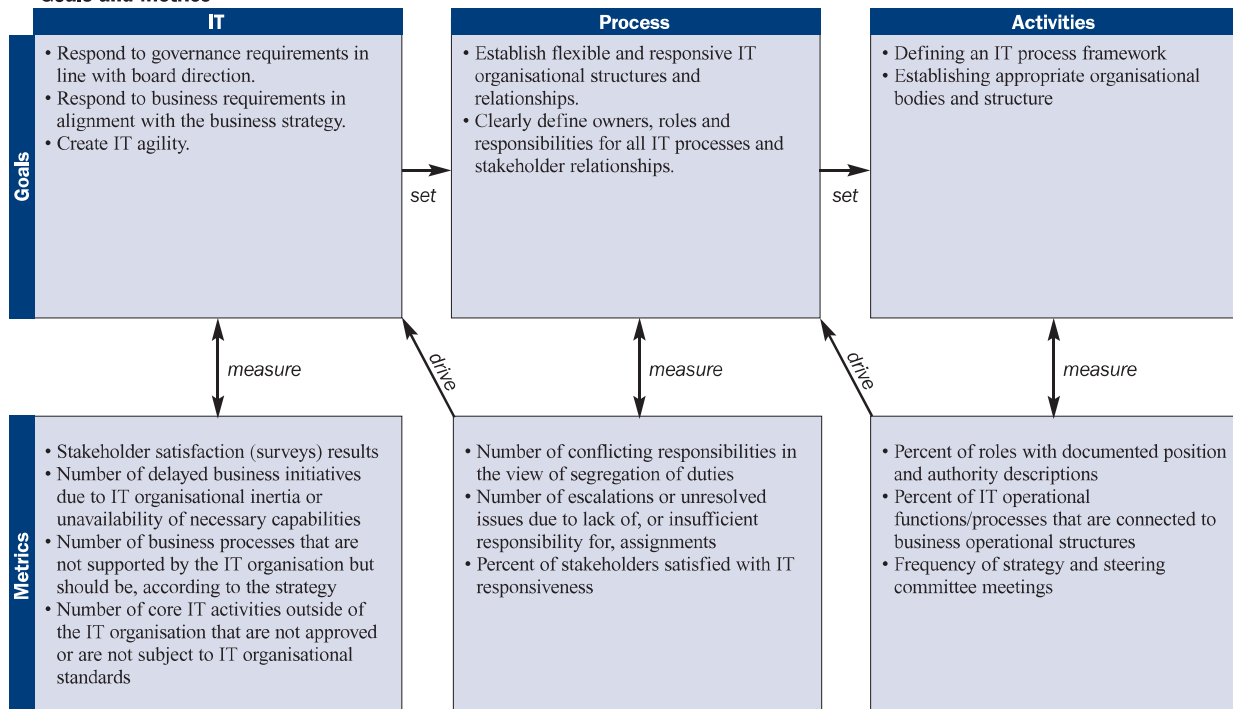 Goals and Metrics
IT
Process
Activities
Goals
• Respond to governance requirements in
line with board direction.
• Respond to business requirements in
alignment with the business strategy.
• Create IT agility.
set
• Establish flexible and responsive IT
organisational structures and
relationships.
• Clearly define owners, roles and
responsibilities for all IT processes and
stakeholder relationships.
set
• Defining an IT process framework
• Establishing appropriate organisational
bodies and structure
measure
drive
measure
drive
measure
Metrics
• Stakeholder satisfaction (surveys) results
• Number of delayed business initiatives
due to IT organisational inertia or
unavailability of necessary capabilities
• Number of business processes that are
not supported by the IT organisation but
should be, according to the strategy
• Number of core IT activities outside of
the IT organisation that are not approved
or are not subject to IT organisational
standards
• Number of conflicting responsibilities in
the view of segregation of duties
• Number of escalations or unresolved
issues due to lack of, or insufficient
responsibility for, assignments
• Percent of stakeholders satisfied with IT
responsiveness
• Percent of roles with documented position
and authority descriptions
• Percent of IT operational
functions/processes that are connected to
business operational structures
• Frequency of strategy and steering
committee meetings